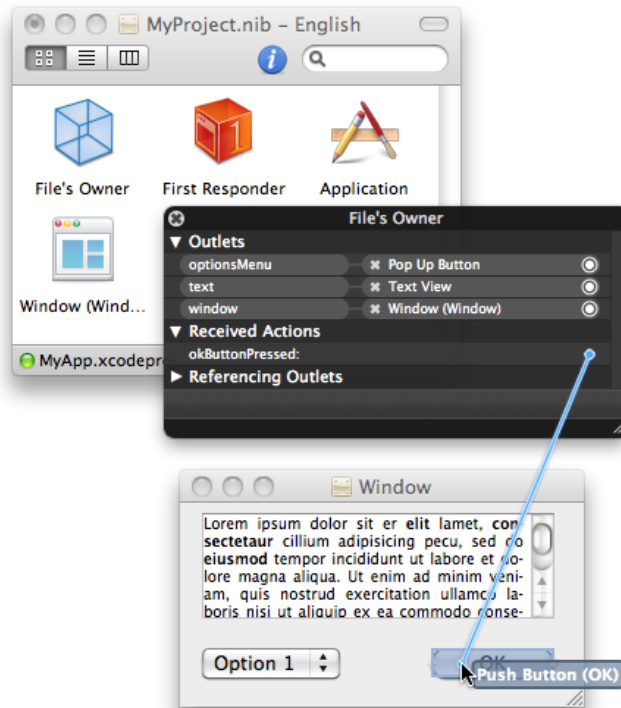 MyProject.nib – English
File's Owner
First Responder
Application
Window (Wind...
MyApp.xcodepro
File's Owner
Outlets
optionsMenu
Pop Up Button
text
Text View
window
Window (Window)
Received Actions
okButtonPressed:
Referencing Outlets
Window
Lorem ipsum dolor sit er elit lamet, con-
sectetaur cillium adipisicing pecu, sed do
eiusmod tempor incididunt ut labore et do-
lore magna aliqua. Ut enim ad minim veni-
am, quis nostrud exercitation ullamco la-
boris nisi ut aliquip ex ea commodo conse-
Option 1
OK
Push Button (OK)